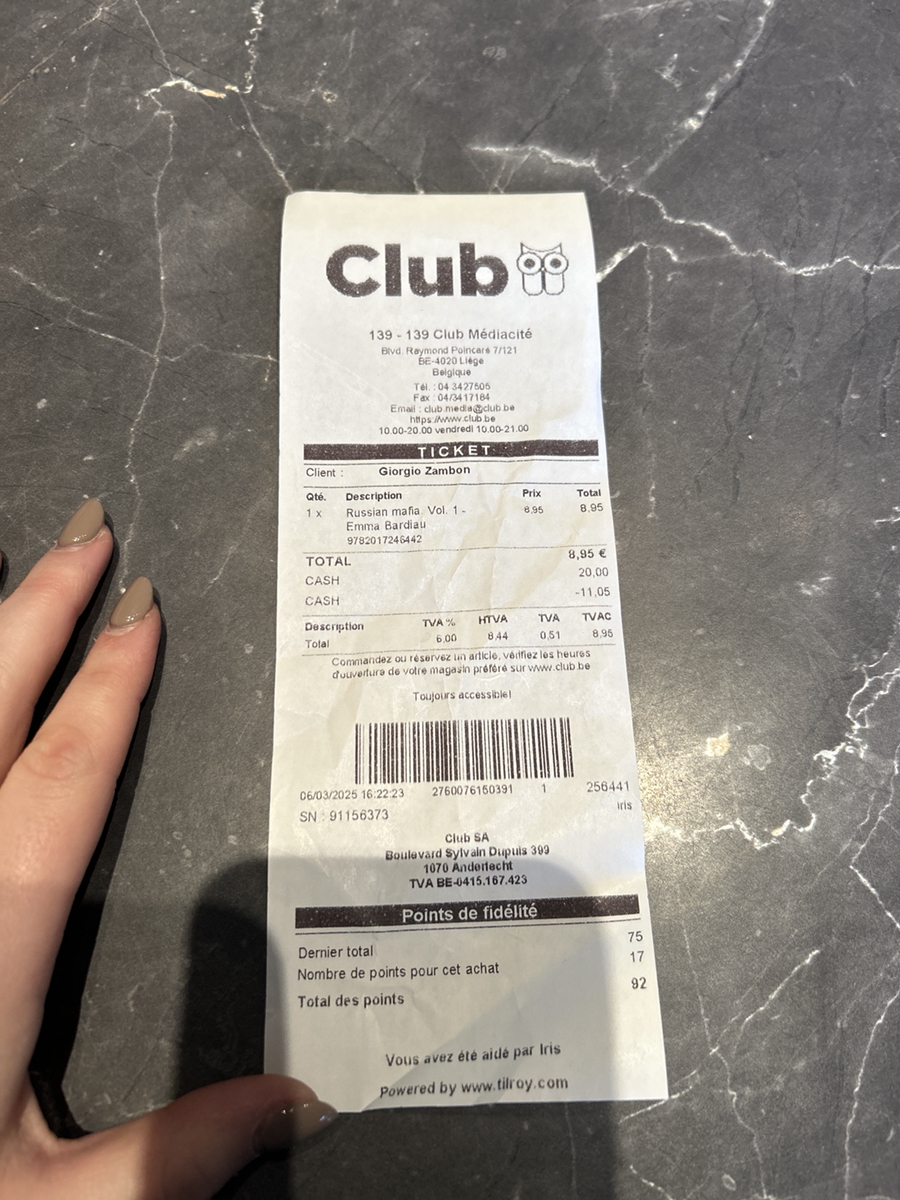 Club
139 - 139 Club Médiacité
Blvd. Raymond Poincaré 7/121
BE-4020 Liège
Belgique
Tél. : 04 3427605
Fax : 04/3417184
Email : club.media@club.be
https://www.club.be
10.00-20.00 vendredi 10.00-21.00
TICKET
Client : Giorgio Zambon
Qté. Description Prix Total
1 x Russian mafia. Vol. 1 - 8,95 8,95
Emma Bardiau
9782017246442
TOTAL 8,95 €
CASH 20,00
CASH -11,05
Description TVA % HTVA TVA TVAC
Total 6,00 8,44 0,51 8,95
Commandez ou réservez un article, vérifiez les heures
d'ouverture de votre magasin préféré sur www.club.be
Toujours accessible!
06/03/2025 16:22:23 2760076150391 1 256441
Iris
SN : 91156373
Club SA
Boulevard Sylvain Dupuis 399
1070 Anderlecht
TVA BE-0415.167.423
Points de fidélité
Dernier total 75
Nombre de points pour cet achat 17
Total des points 92
Vous avez été aidé par Iris
Powered by www.tilroy.com